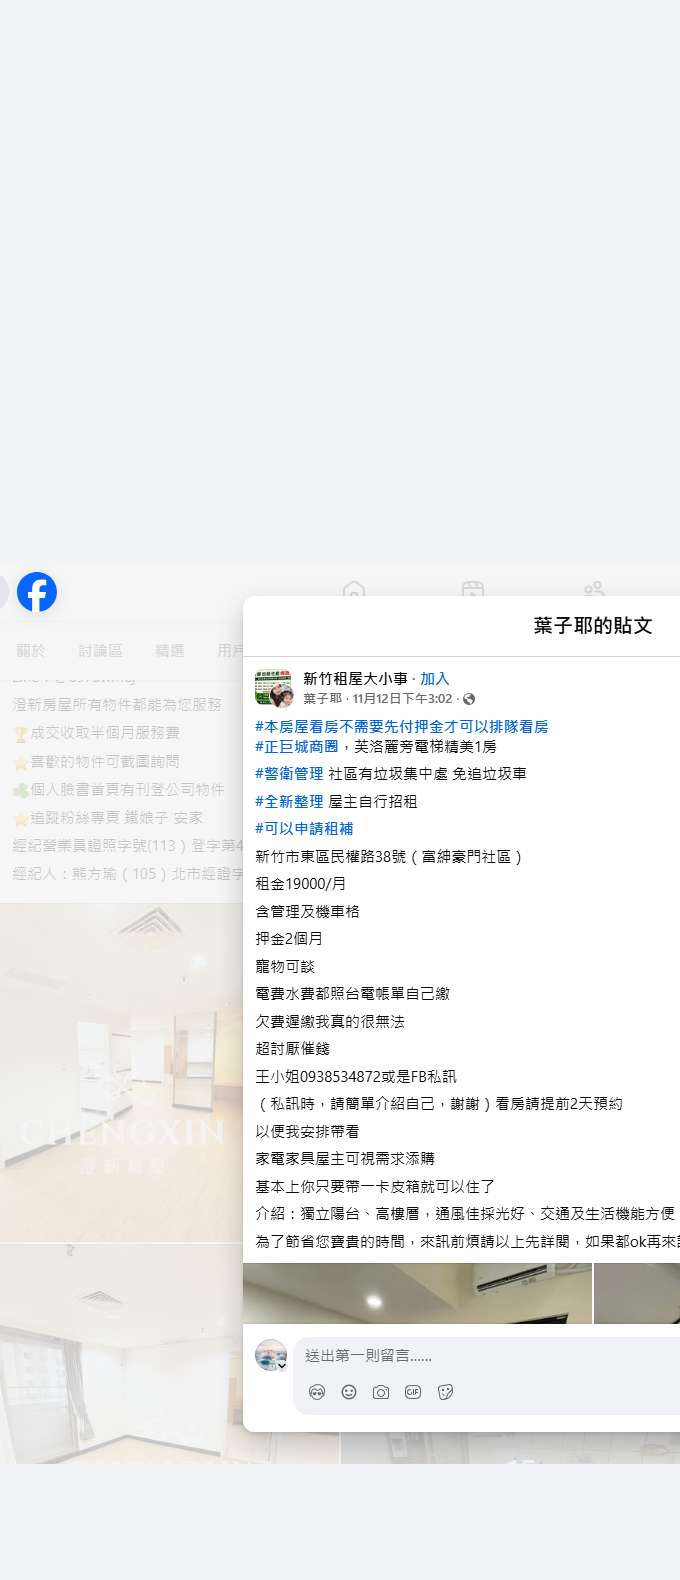 葉子耶的貼文
關於 討論區 精選
新竹租屋大小事 · 加入
葉子耶 · 11月12日下午3:02 ·
#本房屋看房不需要先付押金才可以排隊看房
#正巨城商圈，芙洛麗旁電梯精美1房
#警衛管理 社區有垃圾集中處 免追垃圾車
#全新整理 屋主自行招租
#可以申請租補
新竹市東區民權路38號（富紳豪門社區）
租金19000/月
含管理及機車格
押金2個月
寵物可談
電費水費都照台電帳單自己繳
欠費遲繳我真的很無法
超討厭催錢
王小姐0938534872或是FB私訊
（私訊時，請簡單介紹自己，謝謝）看房請提前2天預約
以便我安排帶看
家電家具屋主可視需求添購
基本上你只要帶一卡皮箱就可以住了
介紹：獨立陽台、高樓層，通風佳採光好、交通及生活機能方便
為了節省您寶貴的時間，來訊前煩請以上先詳閱，如果都ok再來
送出第一則留言......
GIF
澄新房屋所有物件都能為您服務
🏆成交收取半個月服務費
⭐喜歡的物件可截圖詢問
🍀個人臉書首頁有刊登公司物件
⭐追蹤粉絲專頁 鐵娘子 安家
經紀營業員證照字號(113）登字第4
經紀人：熊方瑜（105）北市經證字
CHENGXIN
澄新房屋